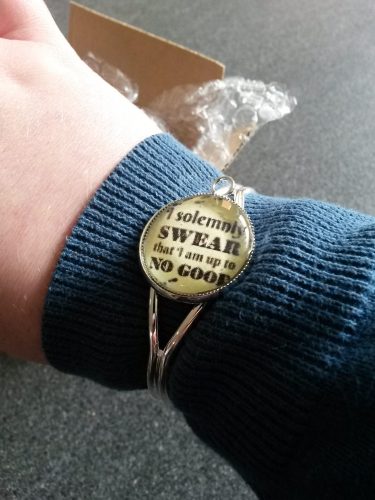 I solemnly
SWEAR
that I am up to
NO GOOD